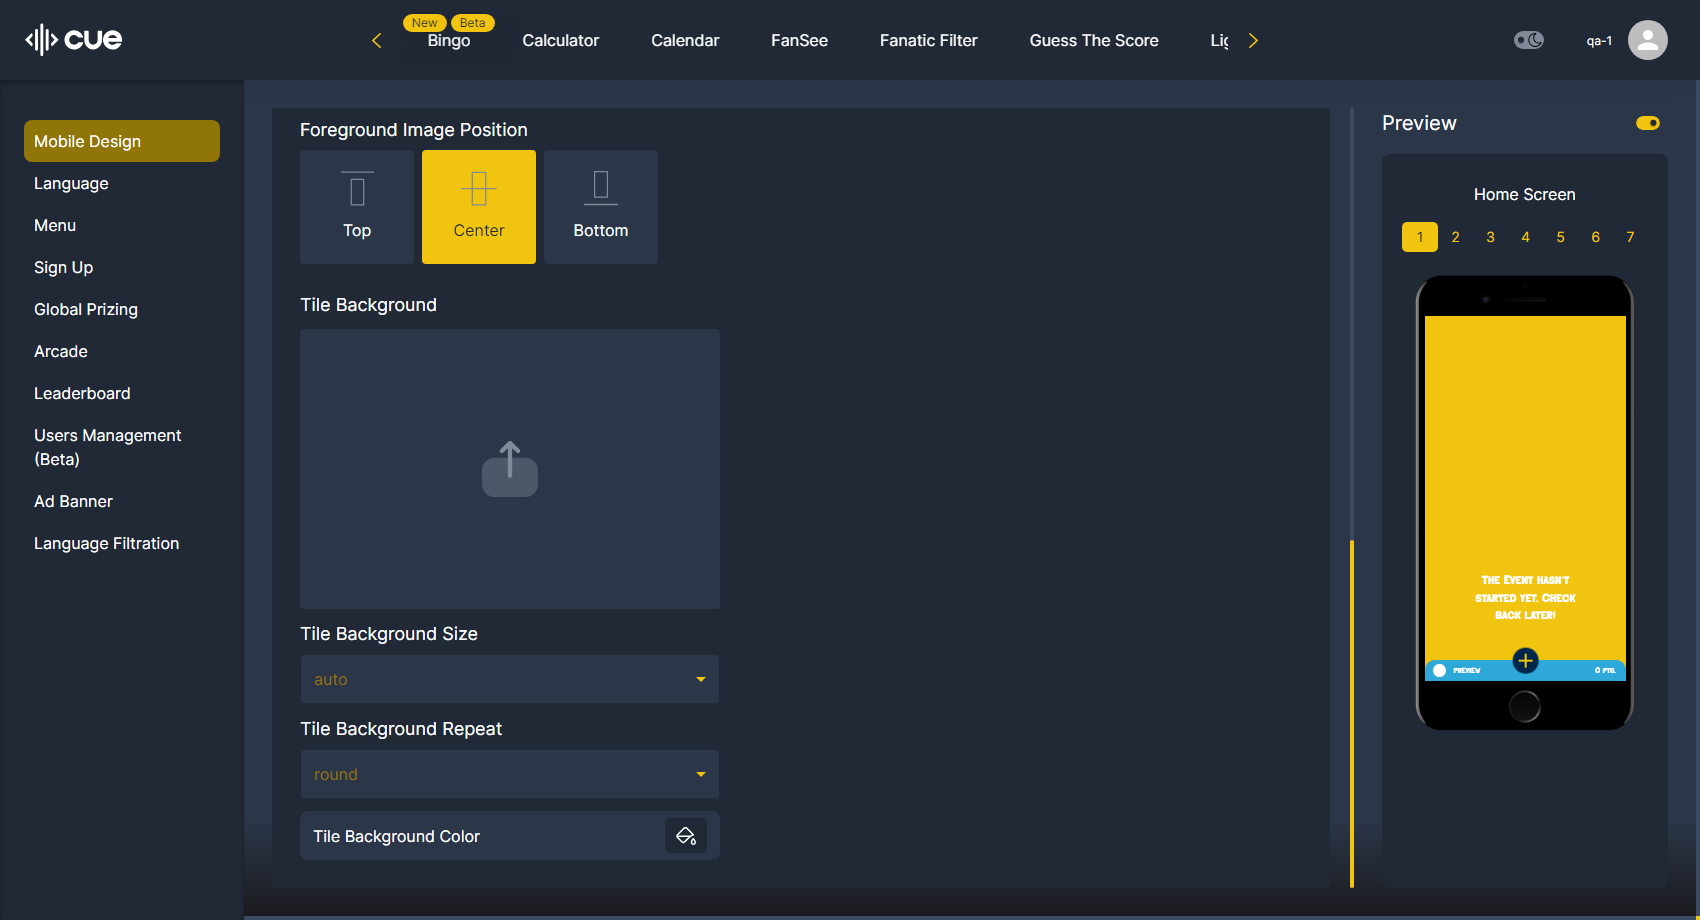 cue
New
Beta
Bingo
Calculator
Calendar
FanSee
Fanatic Filter
Guess The Score
qa-1
Mobile Design
Language
Menu
Sign Up
Global Prizing
Arcade
Leaderboard
Users Management
(Beta)
Ad Banner
Language Filtration
Foreground Image Position
Top
Center
Bottom
Tile Background
Tile Background Size
auto
Tile Background Repeat
round
Tile Background Color
Preview
Home Screen
1 2 3 4 5 6 7
The Event hasn't
started yet. Check
back later!
PREVIEW
0 PTS.